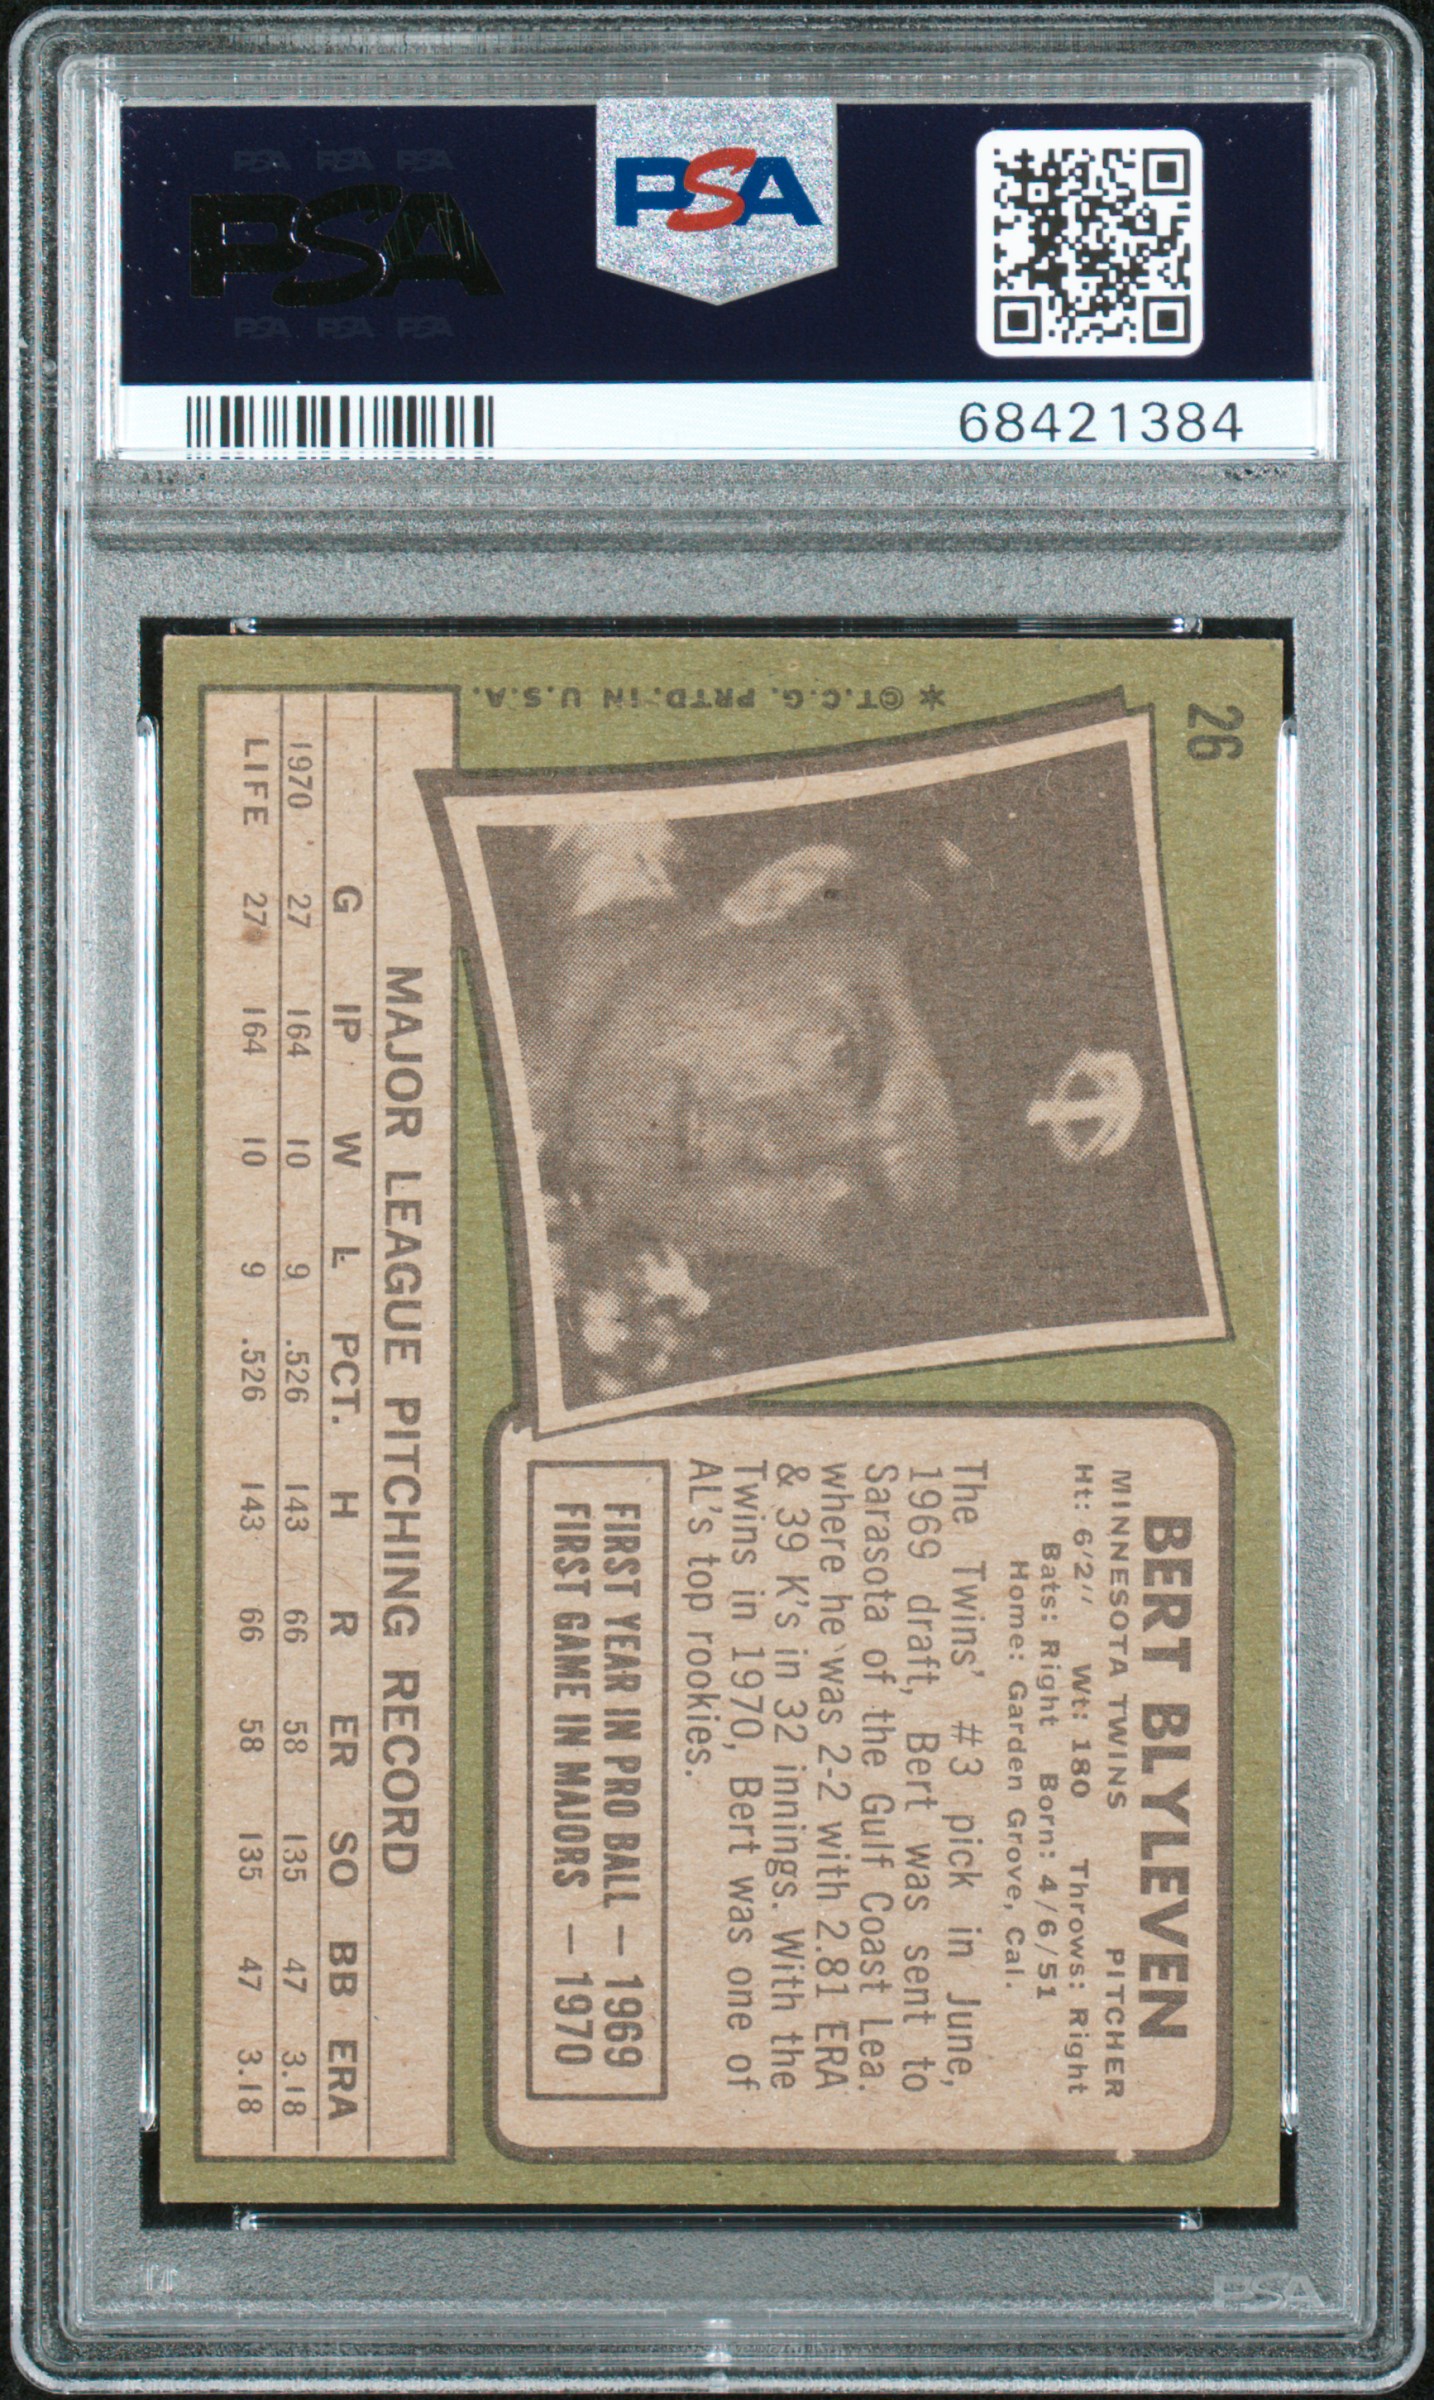 PSA PSA PSA
PSA
PSA PSA PSA
PSA
68421384
26
* © T.C.G. PRTD. IN U.S.A.
BERT BLYLEVEN
MINNESOTA TWINS PITCHER
Ht: 6'2" Wt: 180 Throws: Right
Bats: Right Born: 4/6/51
Home: Garden Grove, Cal.
The Twins' #3 pick in June,
1969 draft, Bert was sent to
Sarasota of the Gulf Coast Lea.
where he was 2-2 with 2.81 ERA
& 39 K's in 32 innings. With the
Twins in 1970, Bert was one of
AL's top rookies.
FIRST YEAR IN PRO BALL — 1969
FIRST GAME IN MAJORS — 1970
MAJOR LEAGUE PITCHING RECORD
G IP W L PCT. H R ER SO BB ERA
1970 27 164 10 9 .526 143 66 58 135 47 3.18
LIFE 27 164 10 9 .526 143 66 58 135 47 3.18
PSA